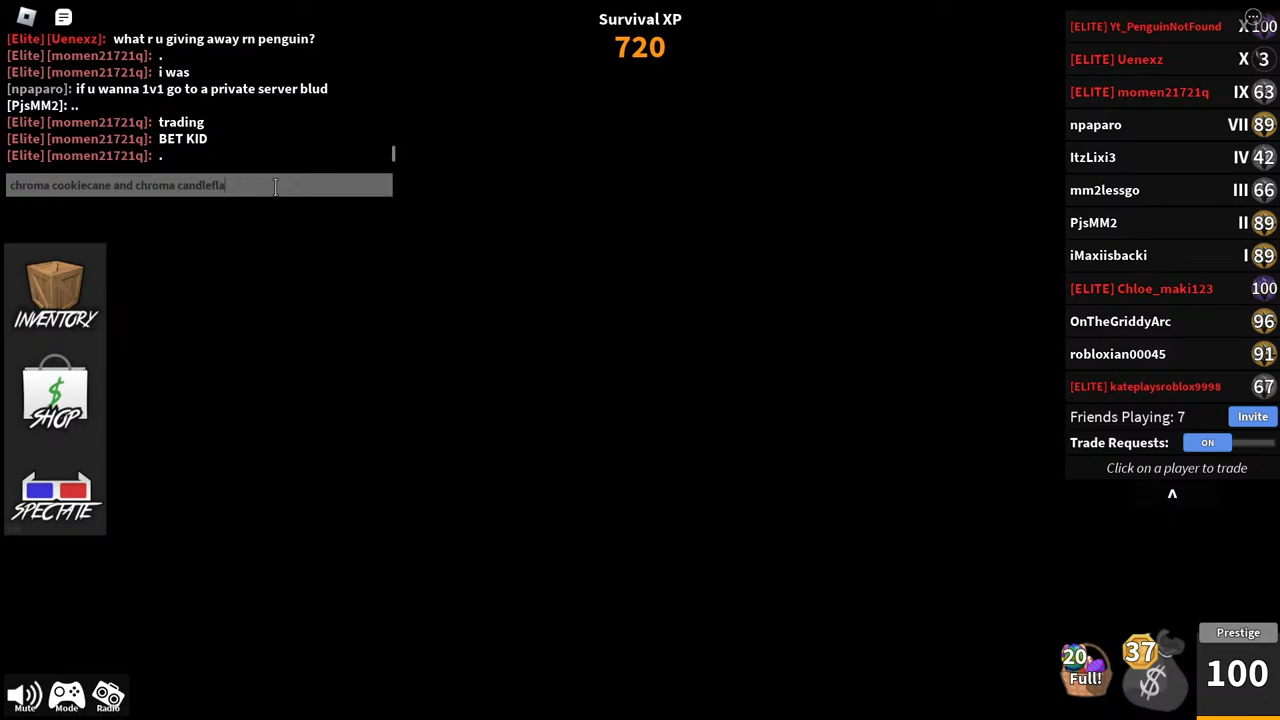 Survival XP
720
[Elite] [Uenexz]: what r u giving away rn penguin?
[Elite] [momen21721q]: .
[Elite] [momen21721q]: i was
[npaparo]: if u wanna 1v1 go to a private server blud
[PjsMM2]: ..
[Elite] [momen21721q]: trading
[Elite] [momen21721q]: BET KID
[Elite] [momen21721q]: .
chroma cookiecane and chroma candlefla
INVENTORY
$
SHOP
SPECTATE
Mute
Mode
Radio
[ELITE] Yt_PenguinNotFound X 100
[ELITE] Uenexz X 3
[ELITE] momen21721q IX 63
npaparo VII 89
ItzLixi3 IV 42
mm2lessgo III 66
PjsMM2 II 89
iMaxiisbacki I 89
[ELITE] Chloe_maki123 100
OnTheGriddyArc 96
robloxian00045 91
[ELITE] kateplaysroblox9998 67
Friends Playing: 7 Invite
Trade Requests: ON
Click on a player to trade
20
Full!
37
$
Prestige
100